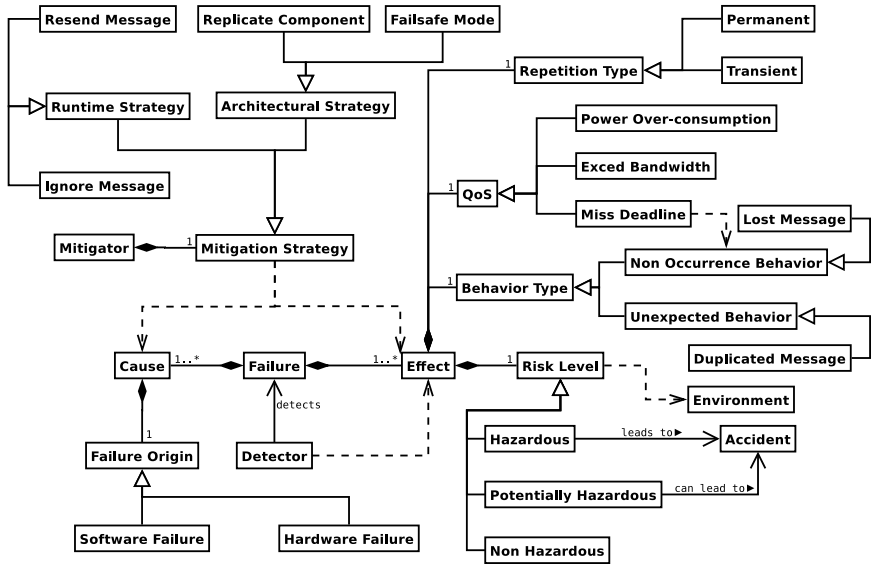 Resend Message
Replicate Component
Failsafe Mode
Permanent
1
Repetition Type
Transient
Runtime Strategy
Architectural Strategy
Power Over-consumption
Exced Bandwidth
Ignore Message
1
QoS
Miss Deadline
Lost Message
Mitigator
1
Mitigation Strategy
Non Occurrence Behavior
1
Behavior Type
Unexpected Behavior
Duplicated Message
Cause
1..*
Failure
1..*
Effect
1
Risk Level
detects
Environment
1
Failure Origin
Detector
Hazardous
leads to▶
Accident
Potentially Hazardous
can lead to▶
Software Failure
Hardware Failure
Non Hazardous